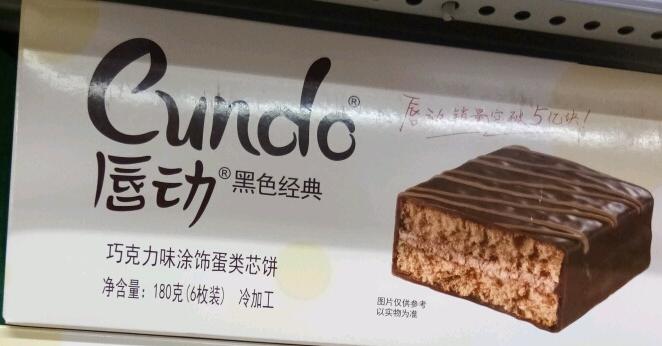 Cundo®
唇动®黑色经典
唇动销量突破5亿块!
巧克力味涂饰蛋类芯饼
净含量：180克(6枚装) 冷加工
图片仅供参考
以实物为准